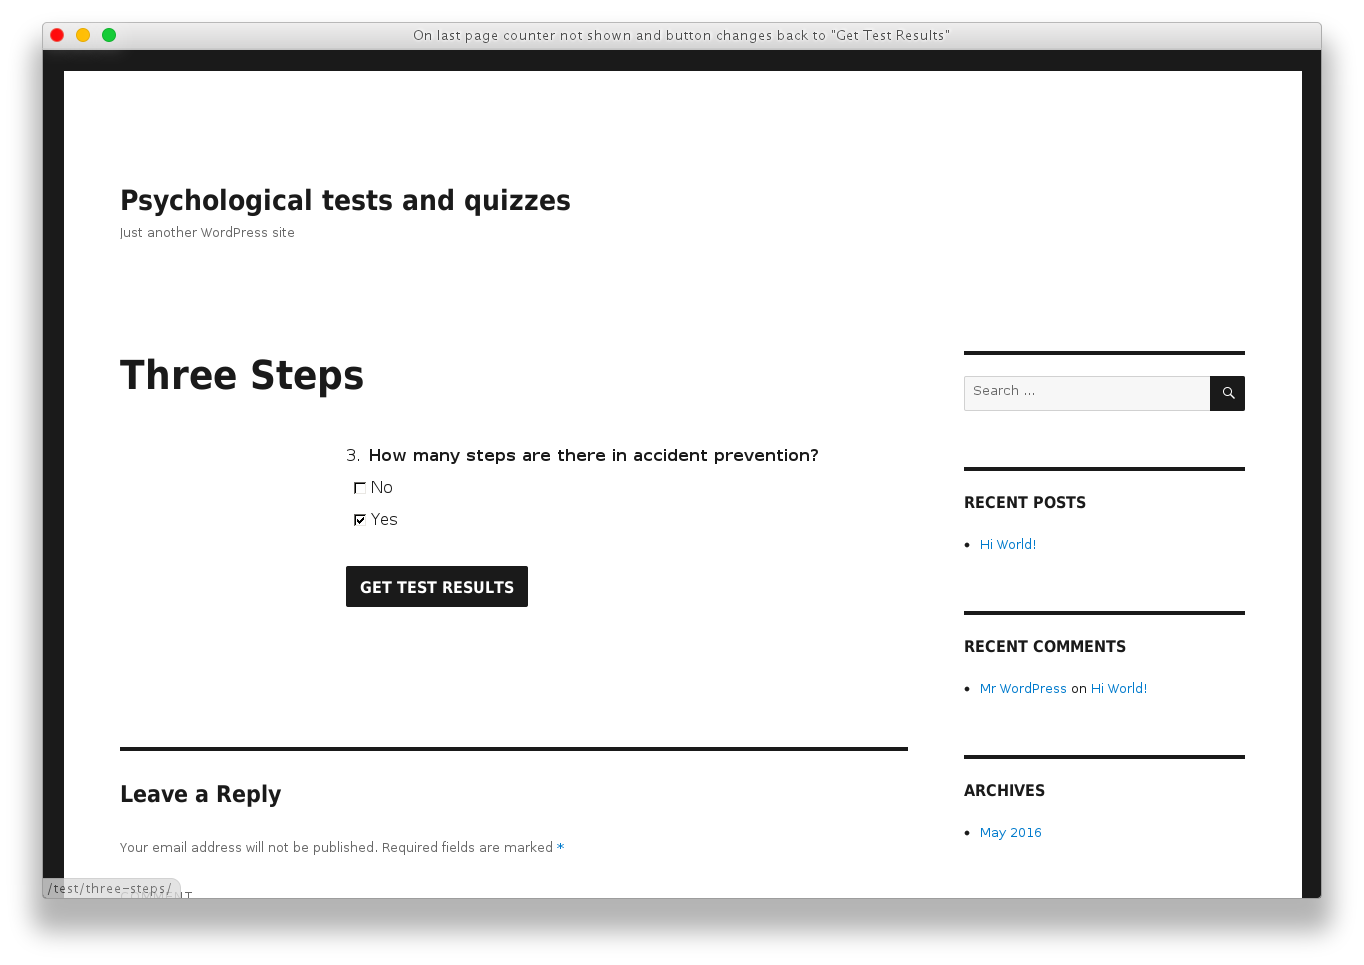 On last page counter not shown and button changes back to "Get Test Results"
Psychological tests and quizzes
Just another WordPress site
Three Steps
3. How many steps are there in accident prevention?
No
Yes
GET TEST RESULTS
Leave a Reply
Your email address will not be published. Required fields are marked *
COMMENT
/test/three-steps/
Search ...
RECENT POSTS
Hi World!
RECENT COMMENTS
Mr WordPress on Hi World!
ARCHIVES
May 2016